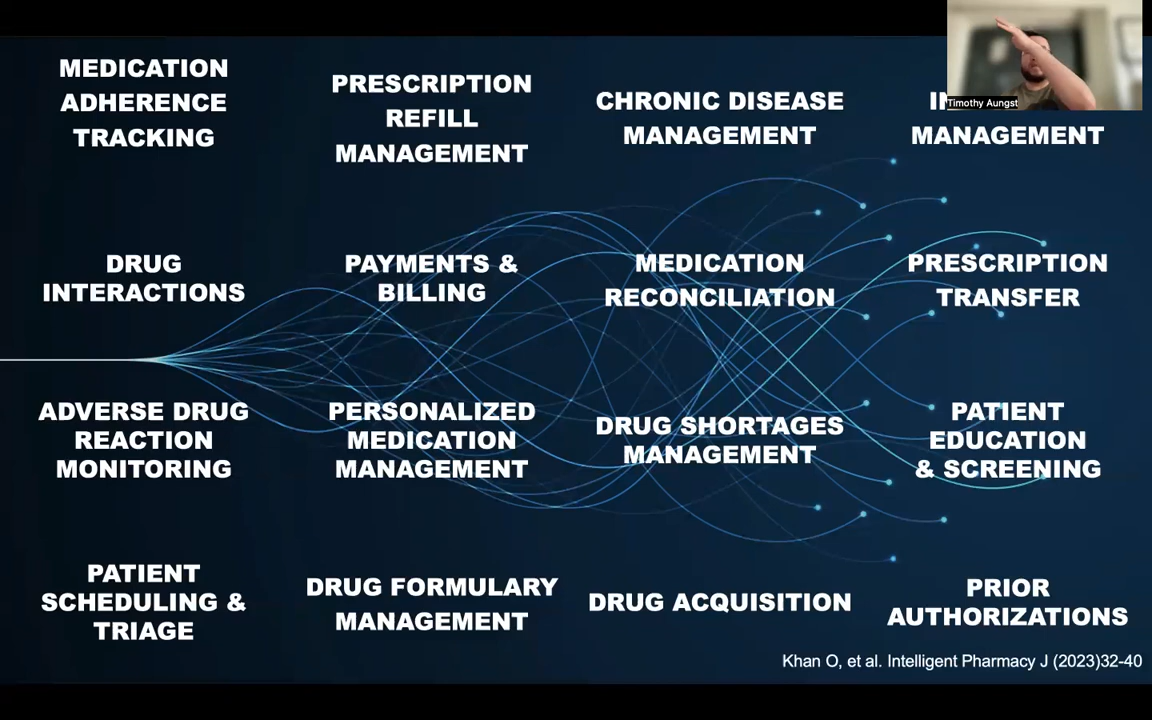 MEDICATION
ADHERENCE
TRACKING
PRESCRIPTION
REFILL
MANAGEMENT
CHRONIC DISEASE
MANAGEMENT
MANAGEMENT
Timothy Aungst
DRUG
INTERACTIONS
PAYMENTS &
BILLING
MEDICATION
RECONCILIATION
PRESCRIPTION
TRANSFER
ADVERSE DRUG
REACTION
MONITORING
PERSONALIZED
MEDICATION
MANAGEMENT
DRUG SHORTAGES
MANAGEMENT
PATIENT
EDUCATION
& SCREENING
PATIENT
SCHEDULING &
TRIAGE
DRUG FORMULARY
MANAGEMENT
DRUG ACQUISITION
PRIOR
AUTHORIZATIONS
Khan O, et al. Intelligent Pharmacy J (2023)32-40